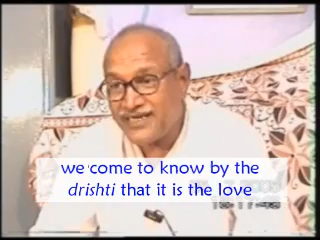 we come to know by the
drishti that it is the love